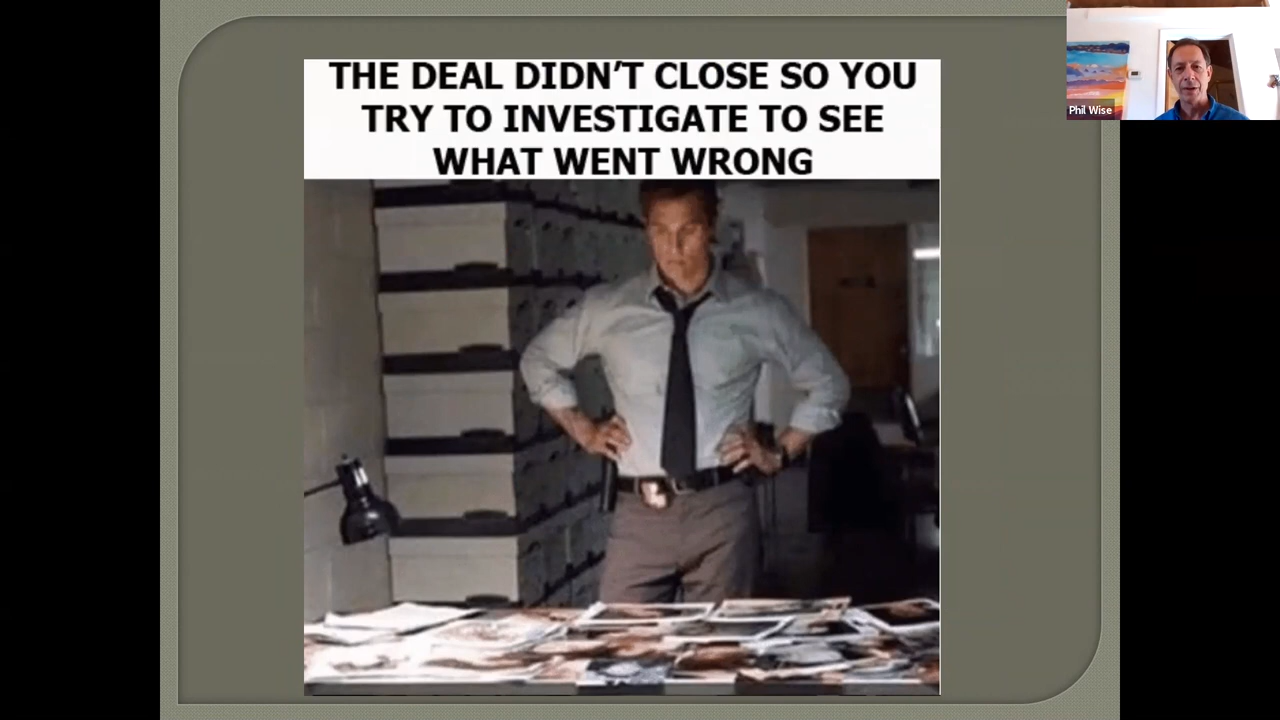 THE DEAL DIDN’T CLOSE SO YOU
TRY TO INVESTIGATE TO SEE
WHAT WENT WRONG
Phil Wise